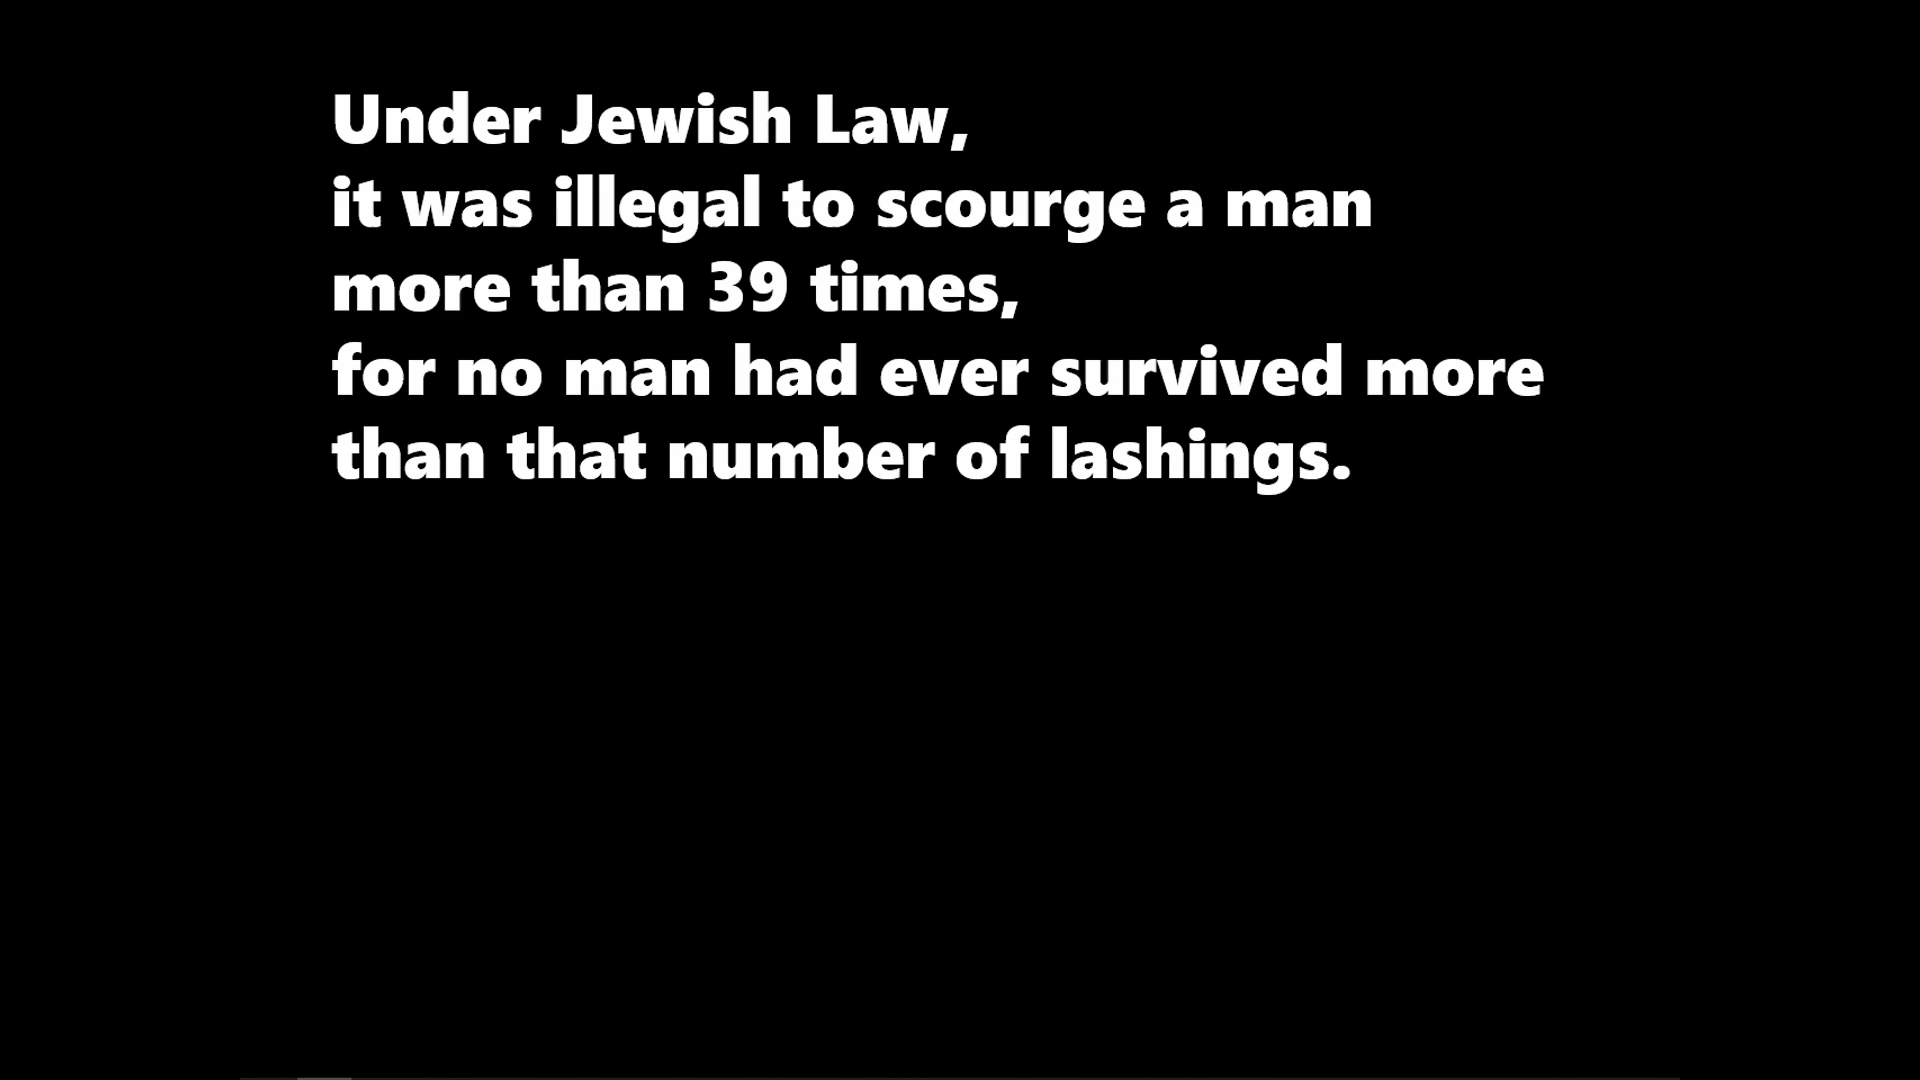 Under Jewish Law,
it was illegal to scourge a man
more than 39 times,
for no man had ever survived more
than that number of lashings.